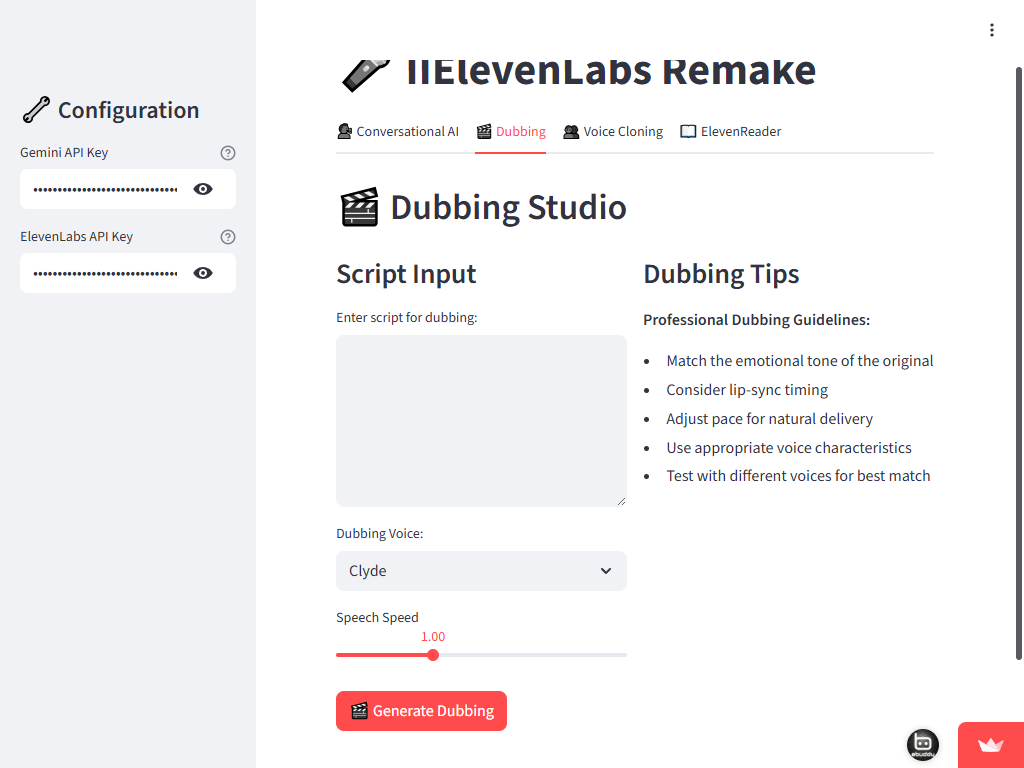 Configuration
Gemini API Key
••••••••••••••••••••••••••••••
ElevenLabs API Key
••••••••••••••••••••••••••••••
IIElevenLabs Remake
Conversational AI
Dubbing
Voice Cloning
ElevenReader
Dubbing Studio
Script Input
Enter script for dubbing:
Dubbing Voice:
Clyde
Speech Speed
1.00
Generate Dubbing
Dubbing Tips
Professional Dubbing Guidelines:
• Match the emotional tone of the original
• Consider lip-sync timing
• Adjust pace for natural delivery
• Use appropriate voice characteristics
• Test with different voices for best match